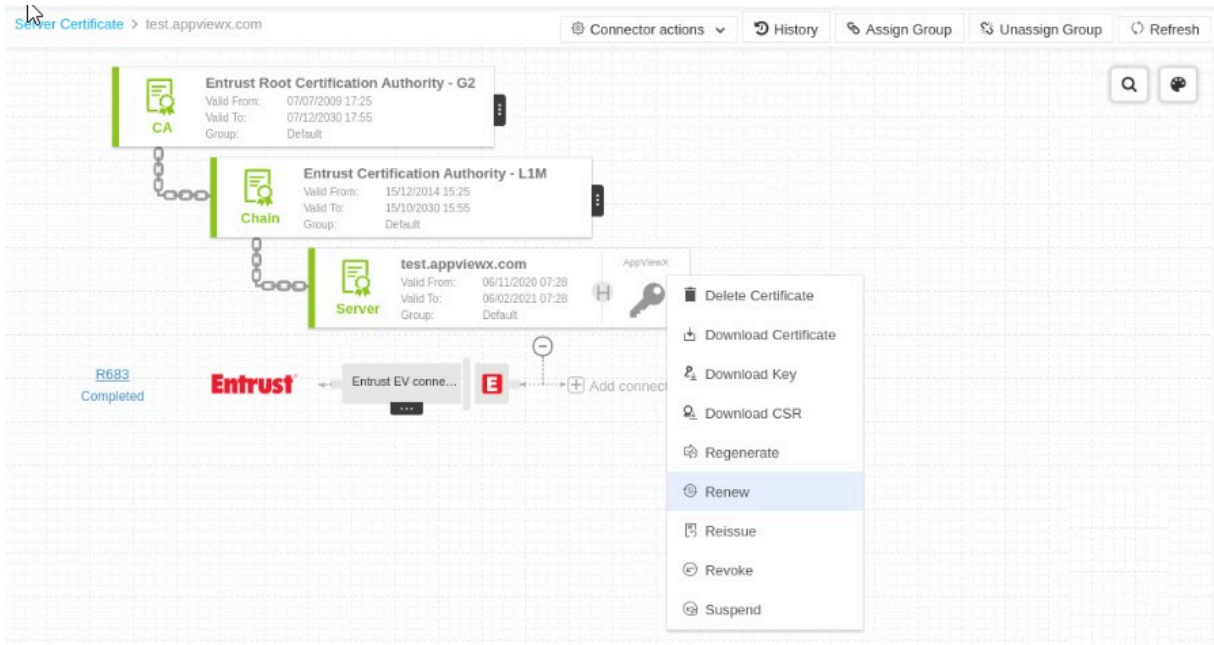 Server Certificate > test.appviewx.com
Connector actions
History
Assign Group
Unassign Group
Refresh
Entrust Root Certification Authority - G2
Valid From: 07/07/2009 17:25
Valid To: 07/12/2030 17:55
Group: Default
CA
Entrust Certification Authority - L1M
Valid From: 15/12/2014 15:25
Valid To: 15/10/2030 15:55
Group: Default
Chain
test.appviewx.com
Valid From: 06/11/2020 07:28
Valid To: 06/02/2021 07:28
Group: Default
Server
H
AppViewX
R683
Completed
Entrust
Entrust EV conne...
E
Add connect
Delete Certificate
Download Certificate
Download Key
Download CSR
Regenerate
Renew
Reissue
Revoke
Suspend